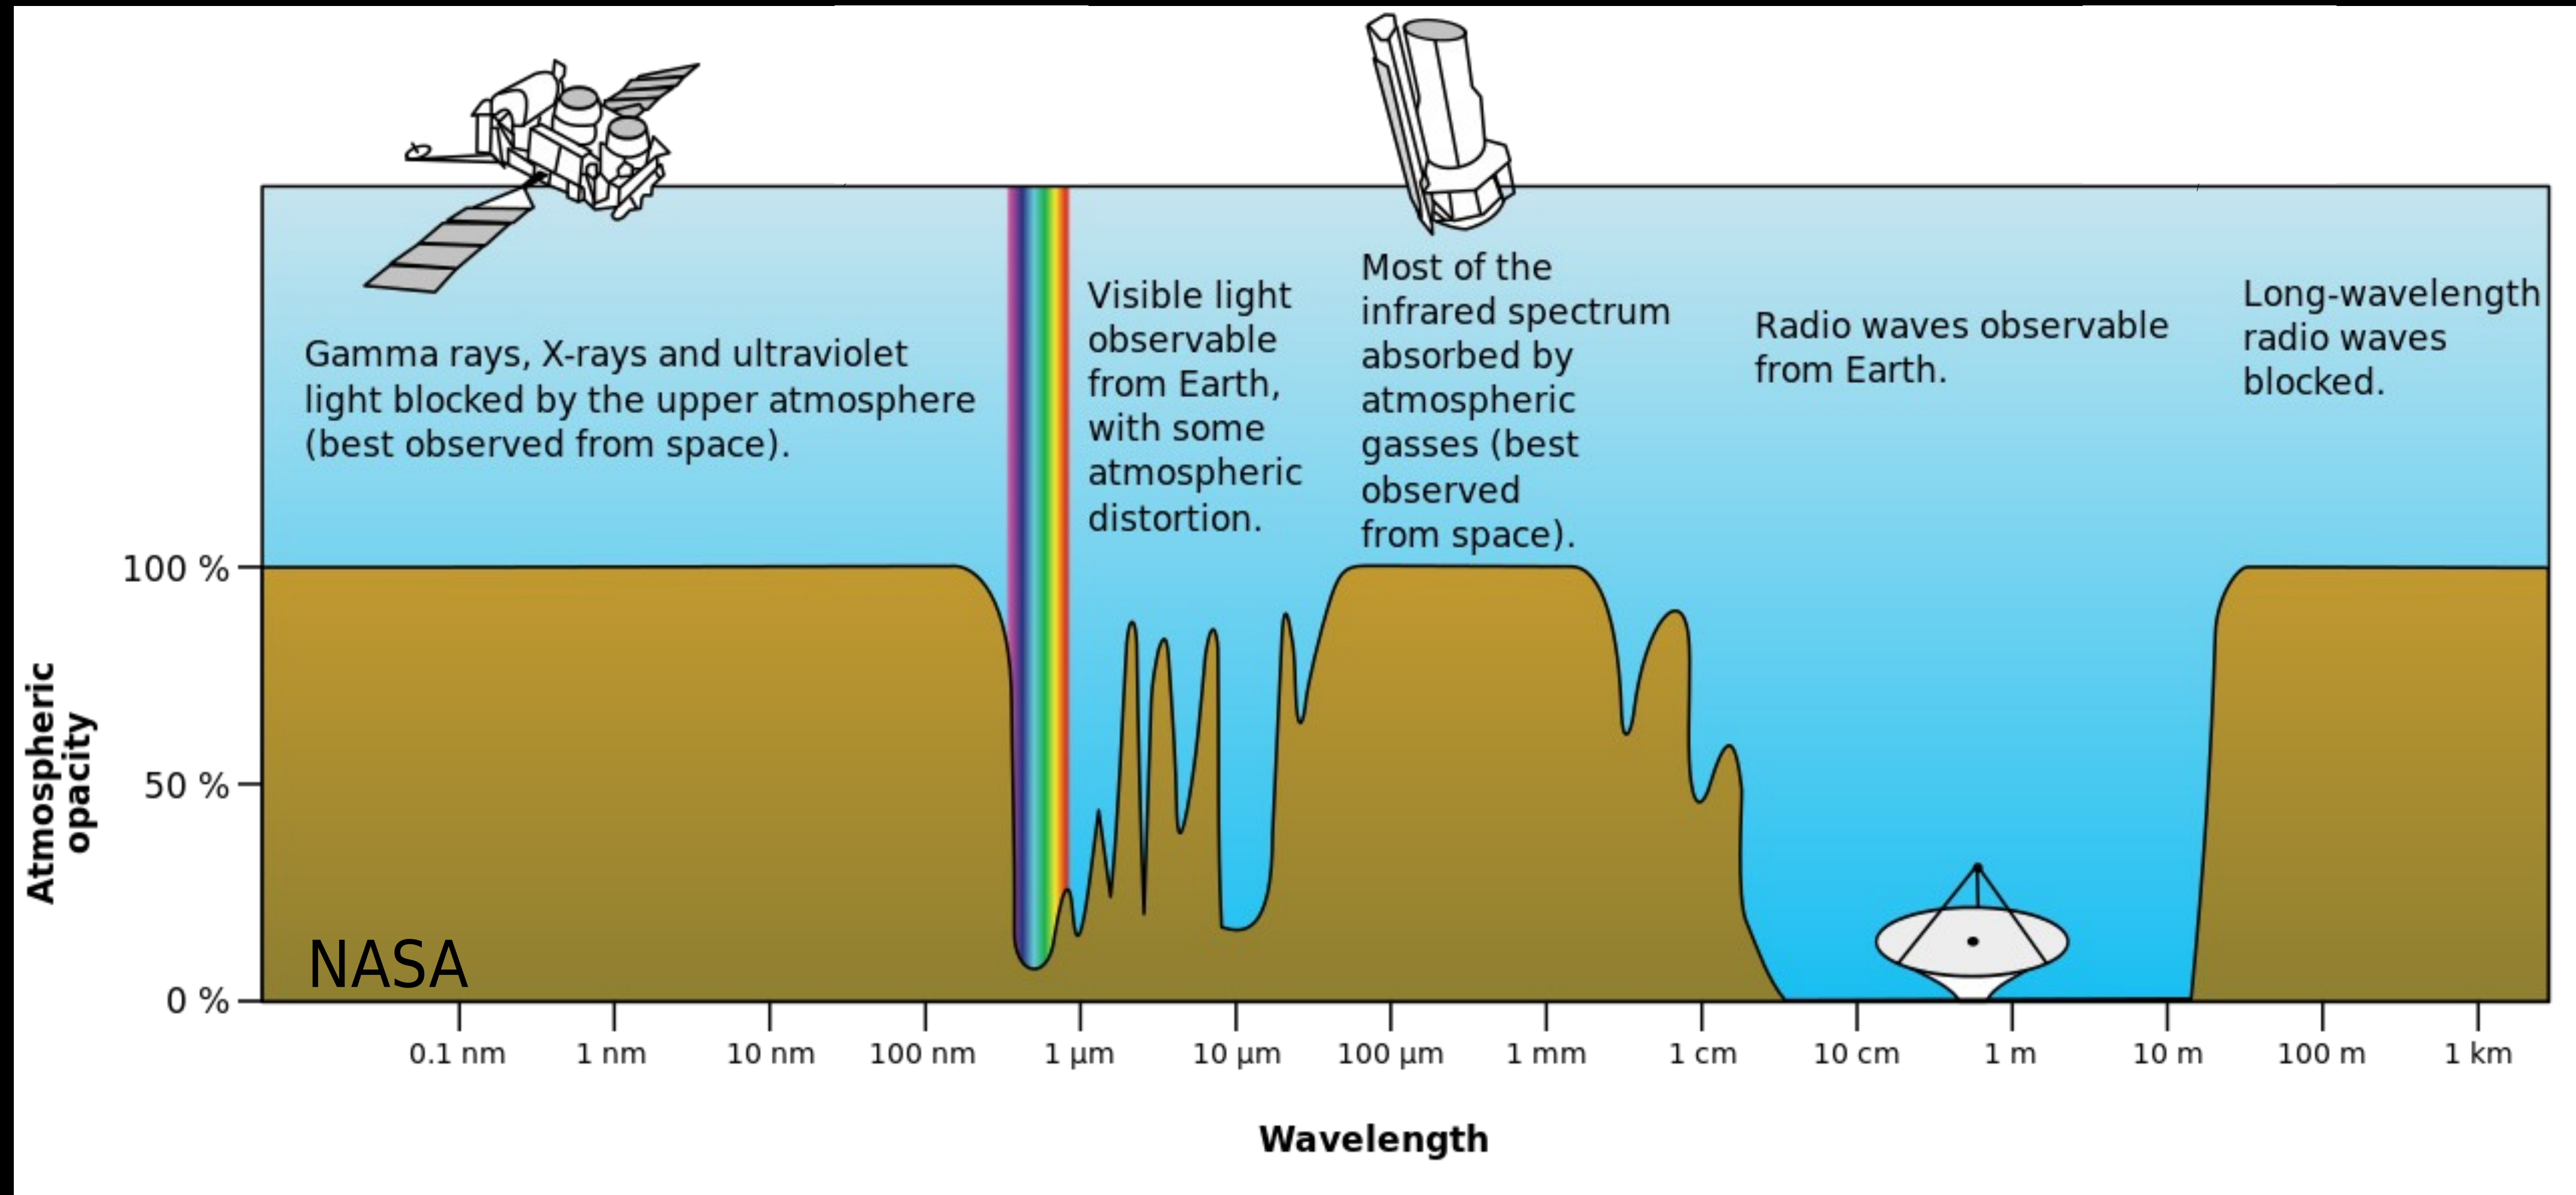 Gamma rays, X-rays and ultraviolet
light blocked by the upper atmosphere
(best observed from space).
Visible light
observable
from Earth,
with some
atmospheric
distortion.
Most of the
infrared spectrum
absorbed by
atmospheric
gasses (best
observed
from space).
Radio waves observable
from Earth.
Long-wavelength
radio waves
blocked.
Atmospheric
opacity
100 %
50 %
0 %
NASA
0.1 nm 1 nm 10 nm 100 nm 1 µm 10 µm 100 µm 1 mm 1 cm 10 cm 1 m 10 m 100 m 1 km
Wavelength